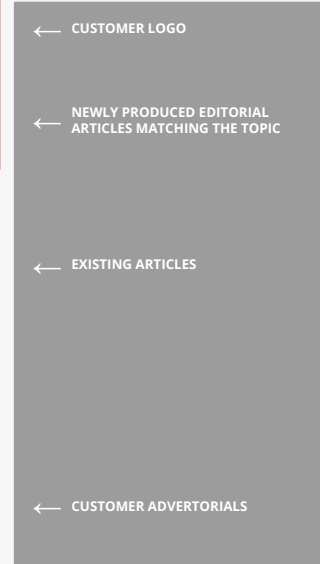 ← CUSTOMER LOGO
← NEWLY PRODUCED EDITORIAL
ARTICLES MATCHING THE TOPIC
← EXISTING ARTICLES
← CUSTOMER ADVERTORIALS